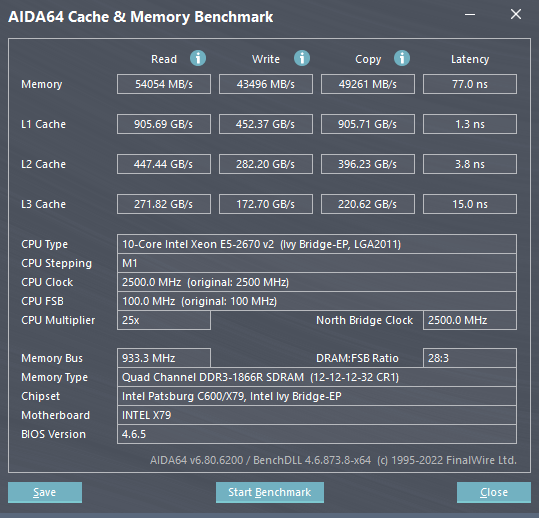 AIDA64 Cache & Memory Benchmark
Read Write Copy Latency
Memory 54054 MB/s 43496 MB/s 49261 MB/s 77.0 ns
L1 Cache 905.69 GB/s 452.37 GB/s 905.71 GB/s 1.3 ns
L2 Cache 447.44 GB/s 282.20 GB/s 396.23 GB/s 3.8 ns
L3 Cache 271.82 GB/s 172.70 GB/s 220.62 GB/s 15.0 ns
CPU Type 10-Core Intel Xeon E5-2670 v2 (Ivy Bridge-EP, LGA2011)
CPU Stepping M1
CPU Clock 2500.0 MHz (original: 2500 MHz)
CPU FSB 100.0 MHz (original: 100 MHz)
CPU Multiplier 25x North Bridge Clock 2500.0 MHz
Memory Bus 933.3 MHz DRAM:FSB Ratio 28:3
Memory Type Quad Channel DDR3-1866R SDRAM (12-12-12-32 CR1)
Chipset Intel Patsburg C600/X79, Intel Ivy Bridge-EP
Motherboard INTEL X79
BIOS Version 4.6.5
AIDA64 v6.80.6200 / BenchDLL 4.6.873.8-x64 (c) 1995-2022 FinalWire Ltd.
Save Start Benchmark Close